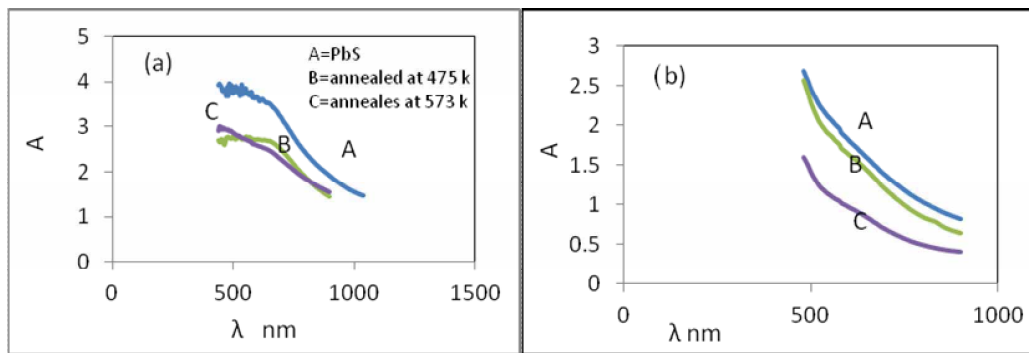 5
4
3
2
1
0
A
(a)
A=PbS
B=annealed at 475 k
C=anneales at 573 k
C
B
A
0 500 1000 1500
λ nm
3
2.5
2
1.5
1
0.5
0
A
(b)
A
B
C
0 500 1000
λ nm